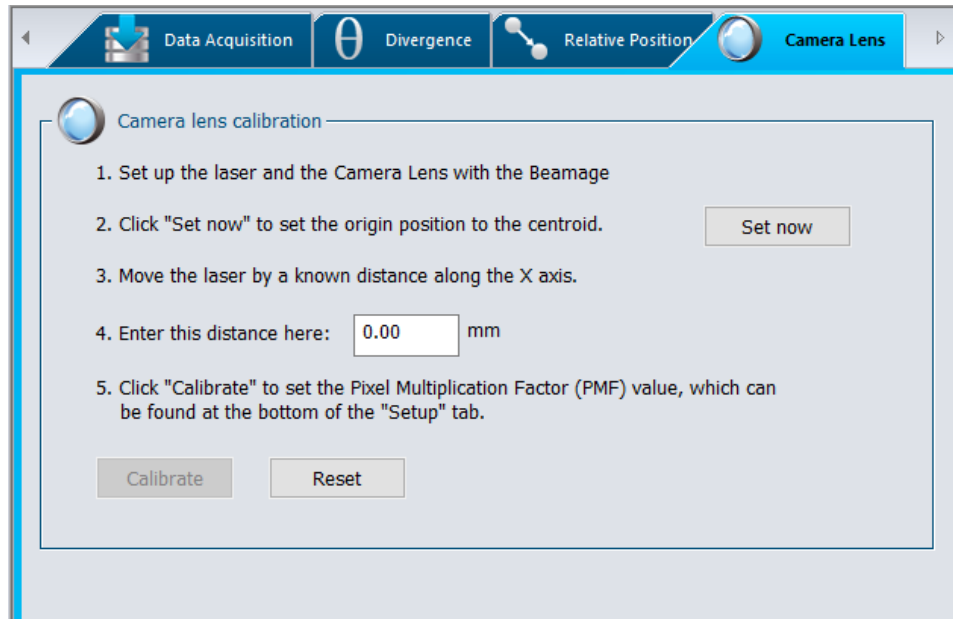 Data Acquisition
θ
Divergence
Relative Position
Camera Lens
Camera lens calibration
1. Set up the laser and the Camera Lens with the Beamage
2. Click "Set now" to set the origin position to the centroid.
Set now
3. Move the laser by a known distance along the X axis.
4. Enter this distance here: 0.00 mm
5. Click "Calibrate" to set the Pixel Multiplication Factor (PMF) value, which can
be found at the bottom of the "Setup" tab.
Calibrate
Reset